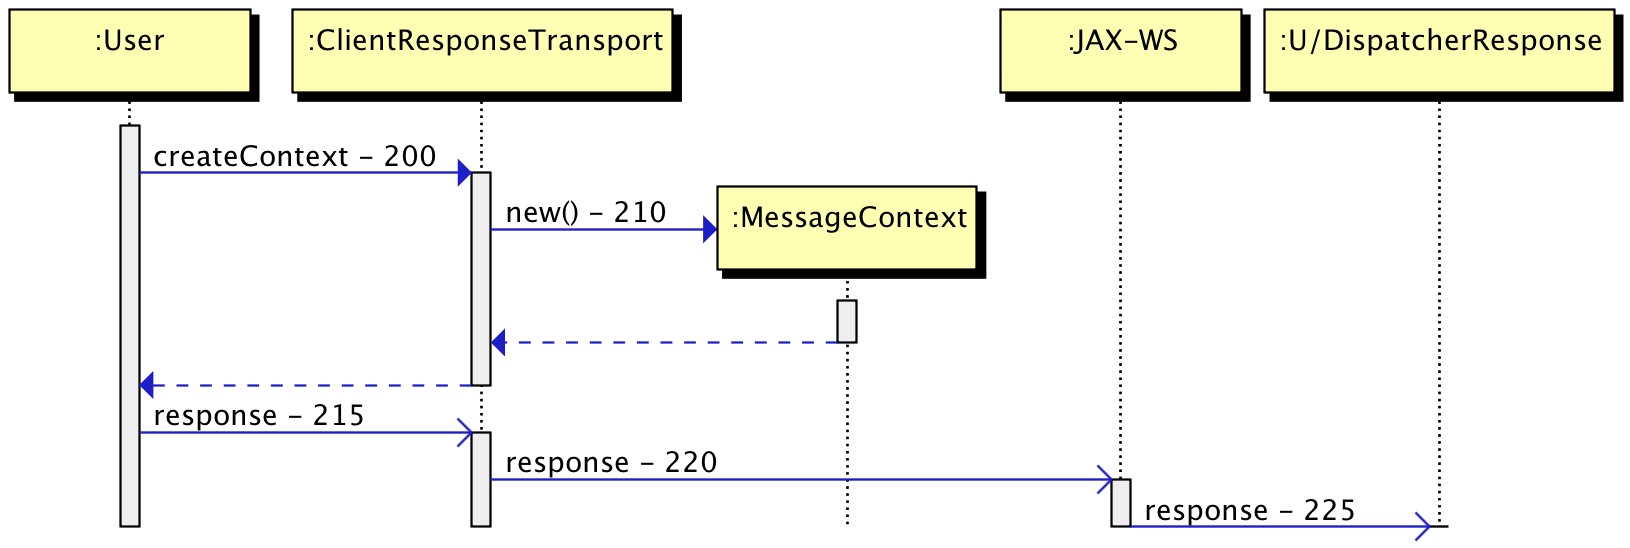 :User
:ClientResponseTransport
:JAX-WS
:U/DispatcherResponse
createContext - 200
new() - 210
:MessageContext
response - 215
response - 220
response - 225